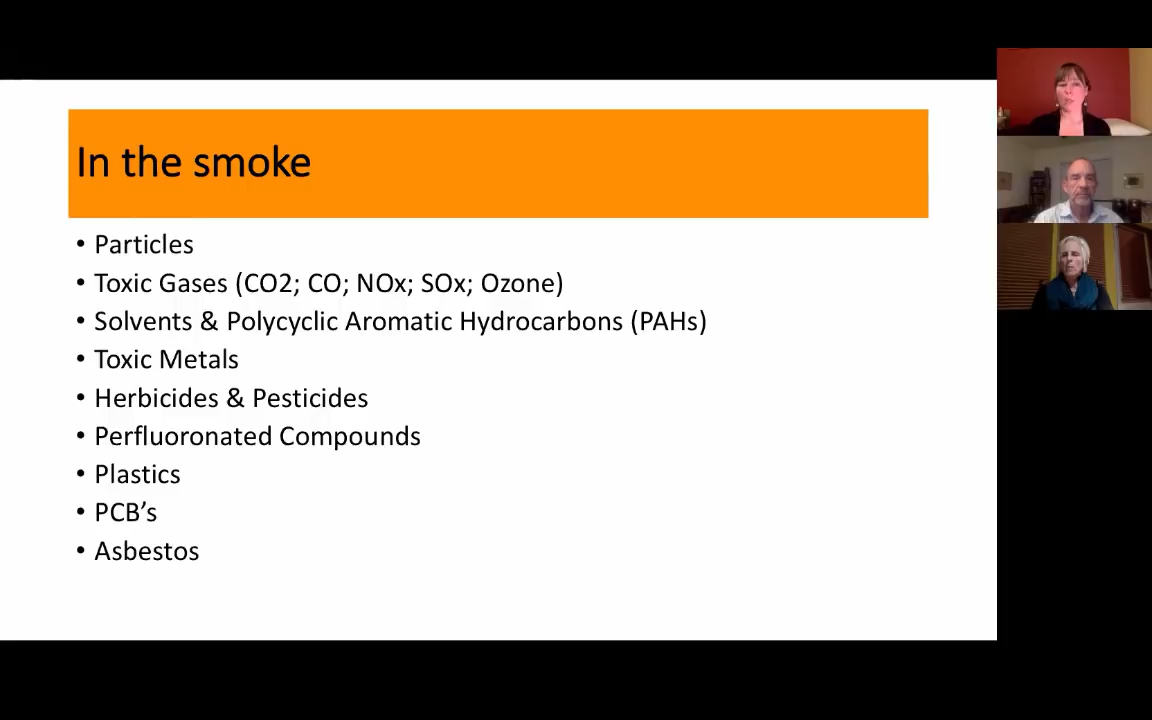 In the smoke
• Particles
• Toxic Gases (CO2; CO; NOx; SOx; Ozone)
• Solvents & Polycyclic Aromatic Hydrocarbons (PAHs)
• Toxic Metals
• Herbicides & Pesticides
• Perfluoronated Compounds
• Plastics
• PCB’s
• Asbestos